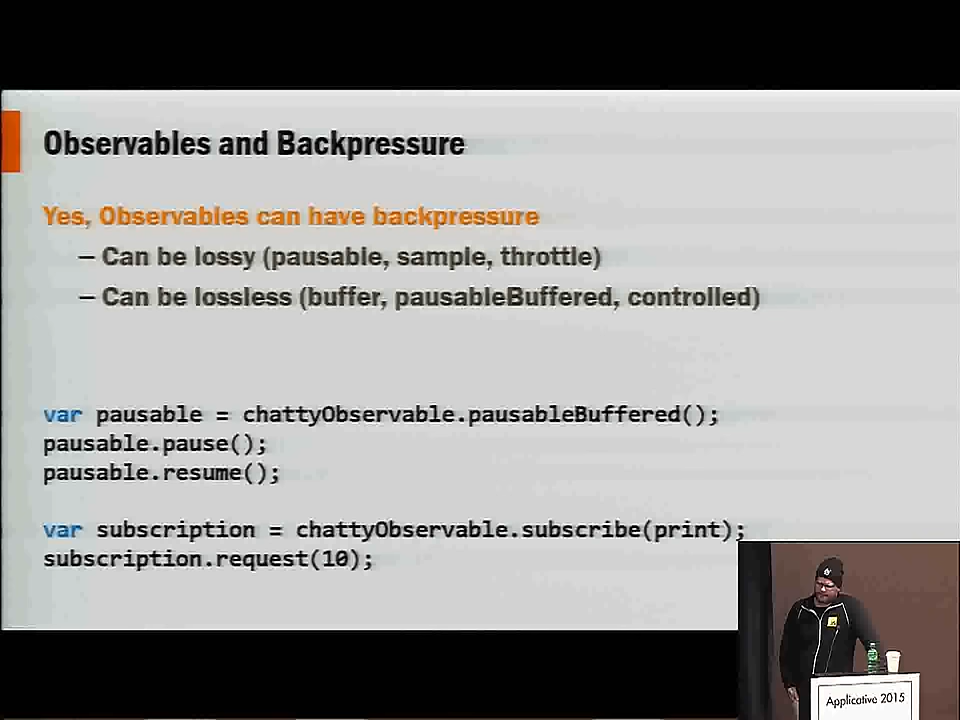 Observables and Backpressure
Yes, Observables can have backpressure
– Can be lossy (pausable, sample, throttle)
– Can be lossless (buffer, pausableBuffered, controlled)
var pausable = chattyObservable.pausableBuffered();
pausable.pause();
pausable.resume();
var subscription = chattyObservable.subscribe(print);
subscription.request(10);
Applicative 2015